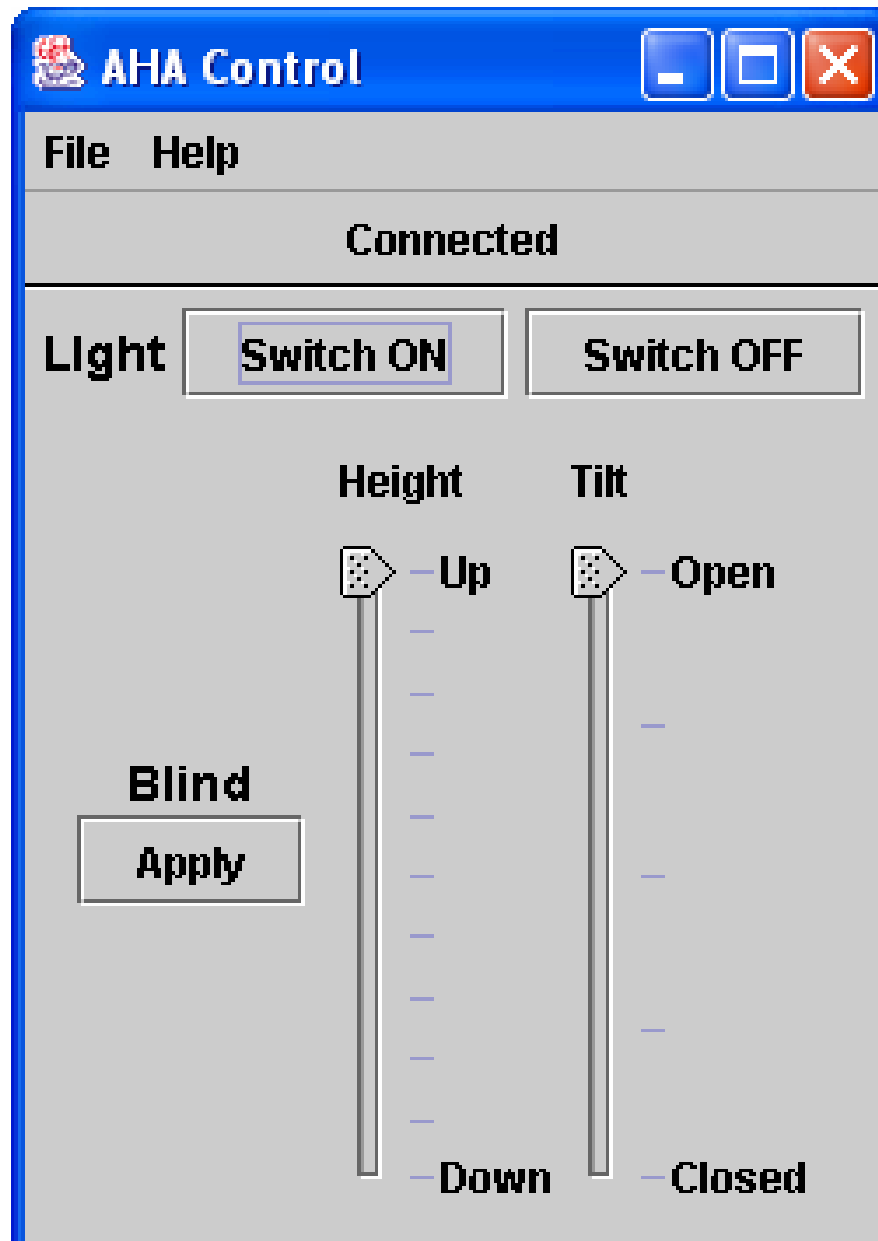 AHA Control
File Help
Connected
LIght Switch ON Switch OFF
Height Tilt
Up Open
Blind
Apply
Down Closed